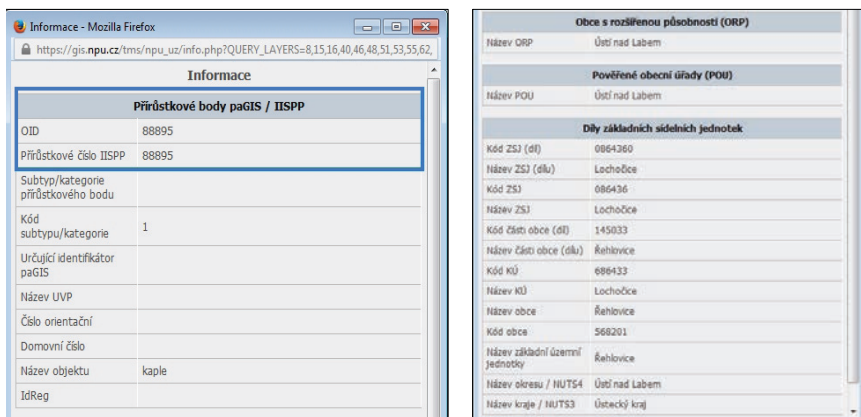 Informace - Mozilla Firefox
https://gis.npu.cz/tms/npu_uz/info.php?QUERY_LAYERS=8,15,16,40,46,48,51,53,55,62,
Informace
Přírůstkové body paGIS / IISPP
OID 88895
Přírůstkové číslo IISPP 88895
Subtyp/kategorie
přírůstkového bodu
Kód
subtypu/kategorie 1
Určující identifikátor
paGIS
Název UVP
Číslo orientační
Domovní číslo
Název objektu kaple
IdReg
Obce s rozšířenou působností (ORP)
Název ORP Ústí nad Labem
Pověřené obecní úřady (POU)
Název POU Ústí nad Labem
Díly základních sídelních jednotek
Kód ZSJ (díl) 0864360
Název ZSJ (dílu) Lochočice
Kód ZSJ 086436
Název ZSJ Lochočice
Kód části obce (díl) 145033
Název části obce (dílu) Řehlovice
Kód KÚ 686433
Název KÚ Lochočice
Název obce Řehlovice
Kód obce 568201
Název základní územní
jednotky Řehlovice
Název okresu / NUTS4 Ústí nad Labem
Název kraje / NUTS3 Ústecký kraj